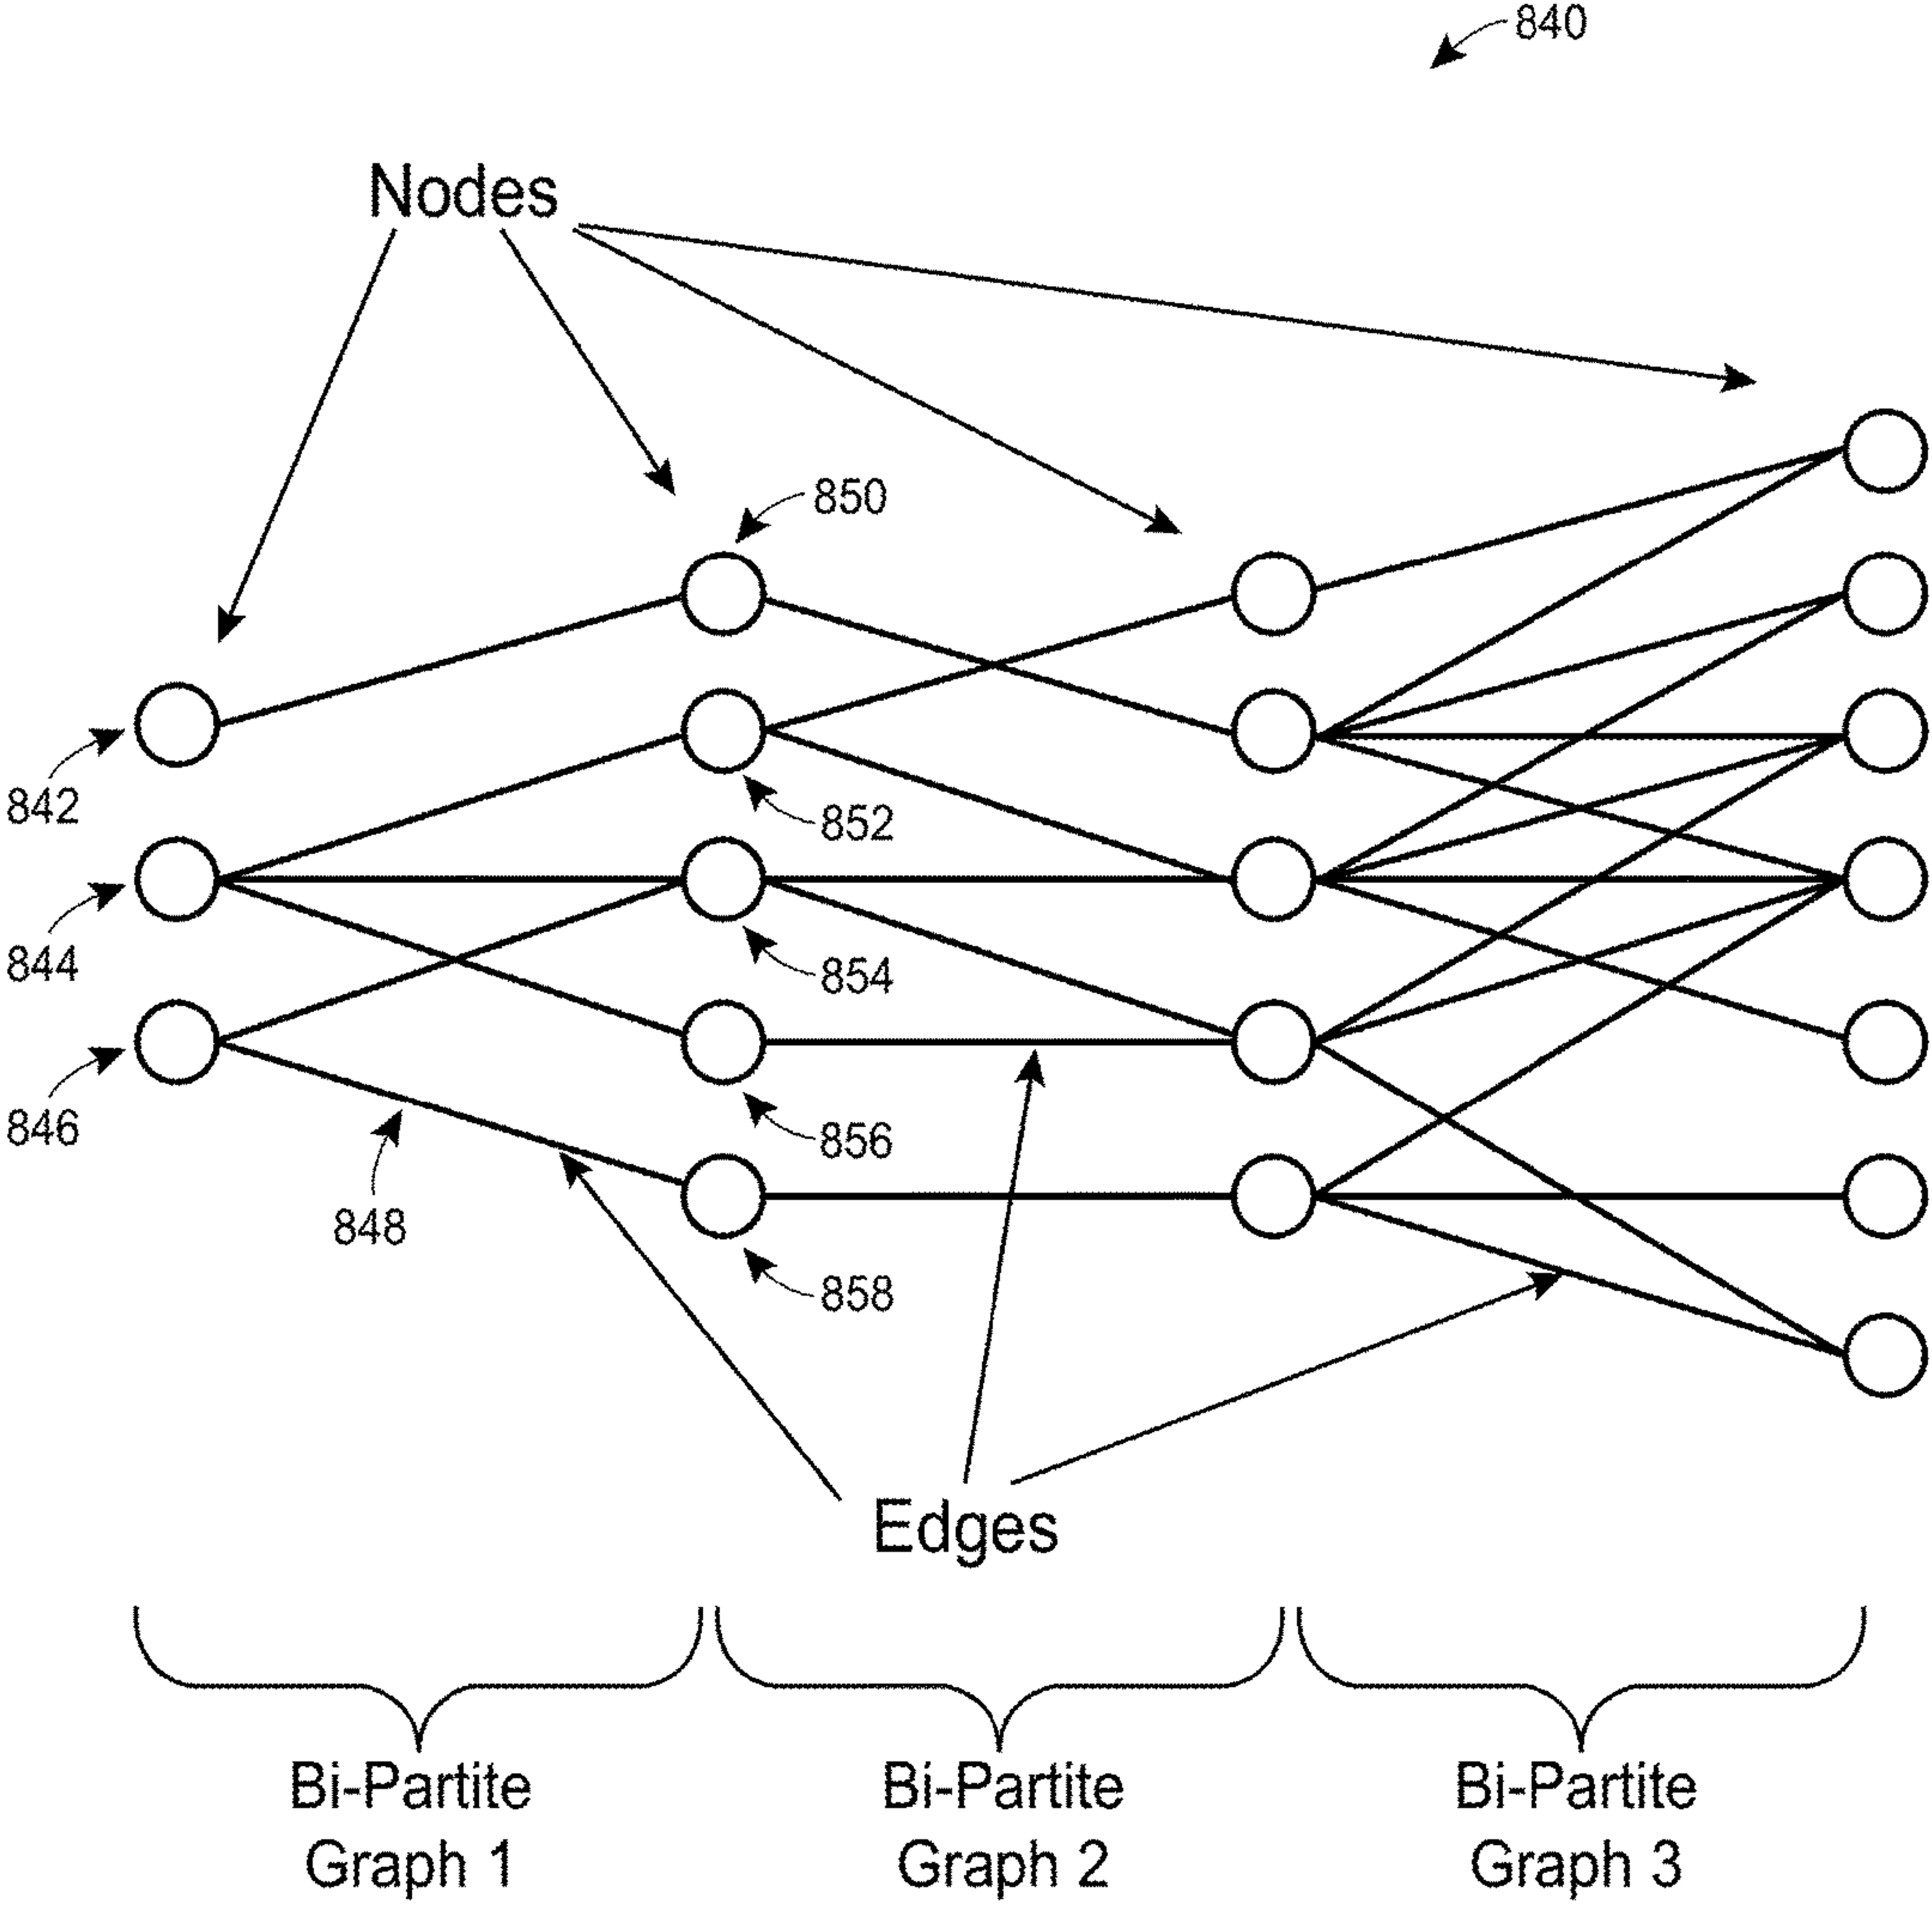 840
Nodes
850
842
852
844
854
846
856
848
858
Edges
Bi-Partite
Graph 1
Bi-Partite
Graph 2
Bi-Partite
Graph 3